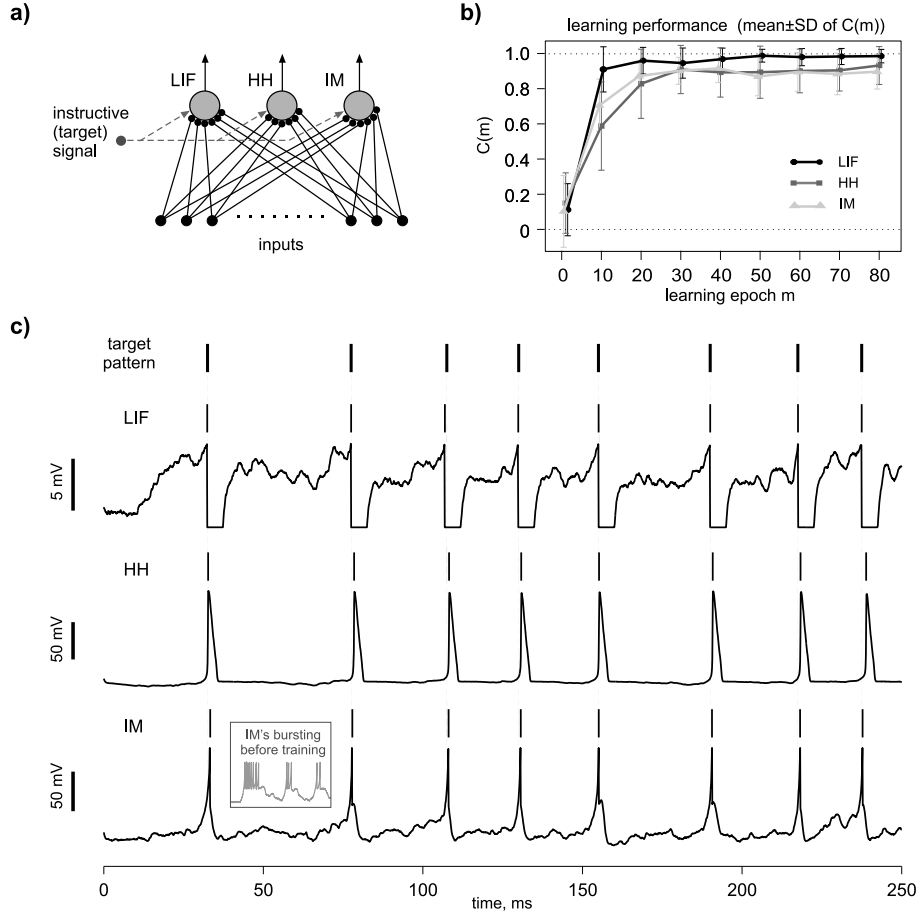 a)
LIF HH IM
instructive
(target)
signal
inputs
b)
learning performance (mean±SD of C(m))
C(m)
1.0
0.8
0.6
0.4
0.2
0
LIF
HH
IM
0 10 20 30 40 50 60 70 80
learning epoch m
c)
target
pattern
LIF
5 mV
HH
50 mV
IM
IM's bursting
before training
50 mV
0 50 100 150 200 250
time, ms